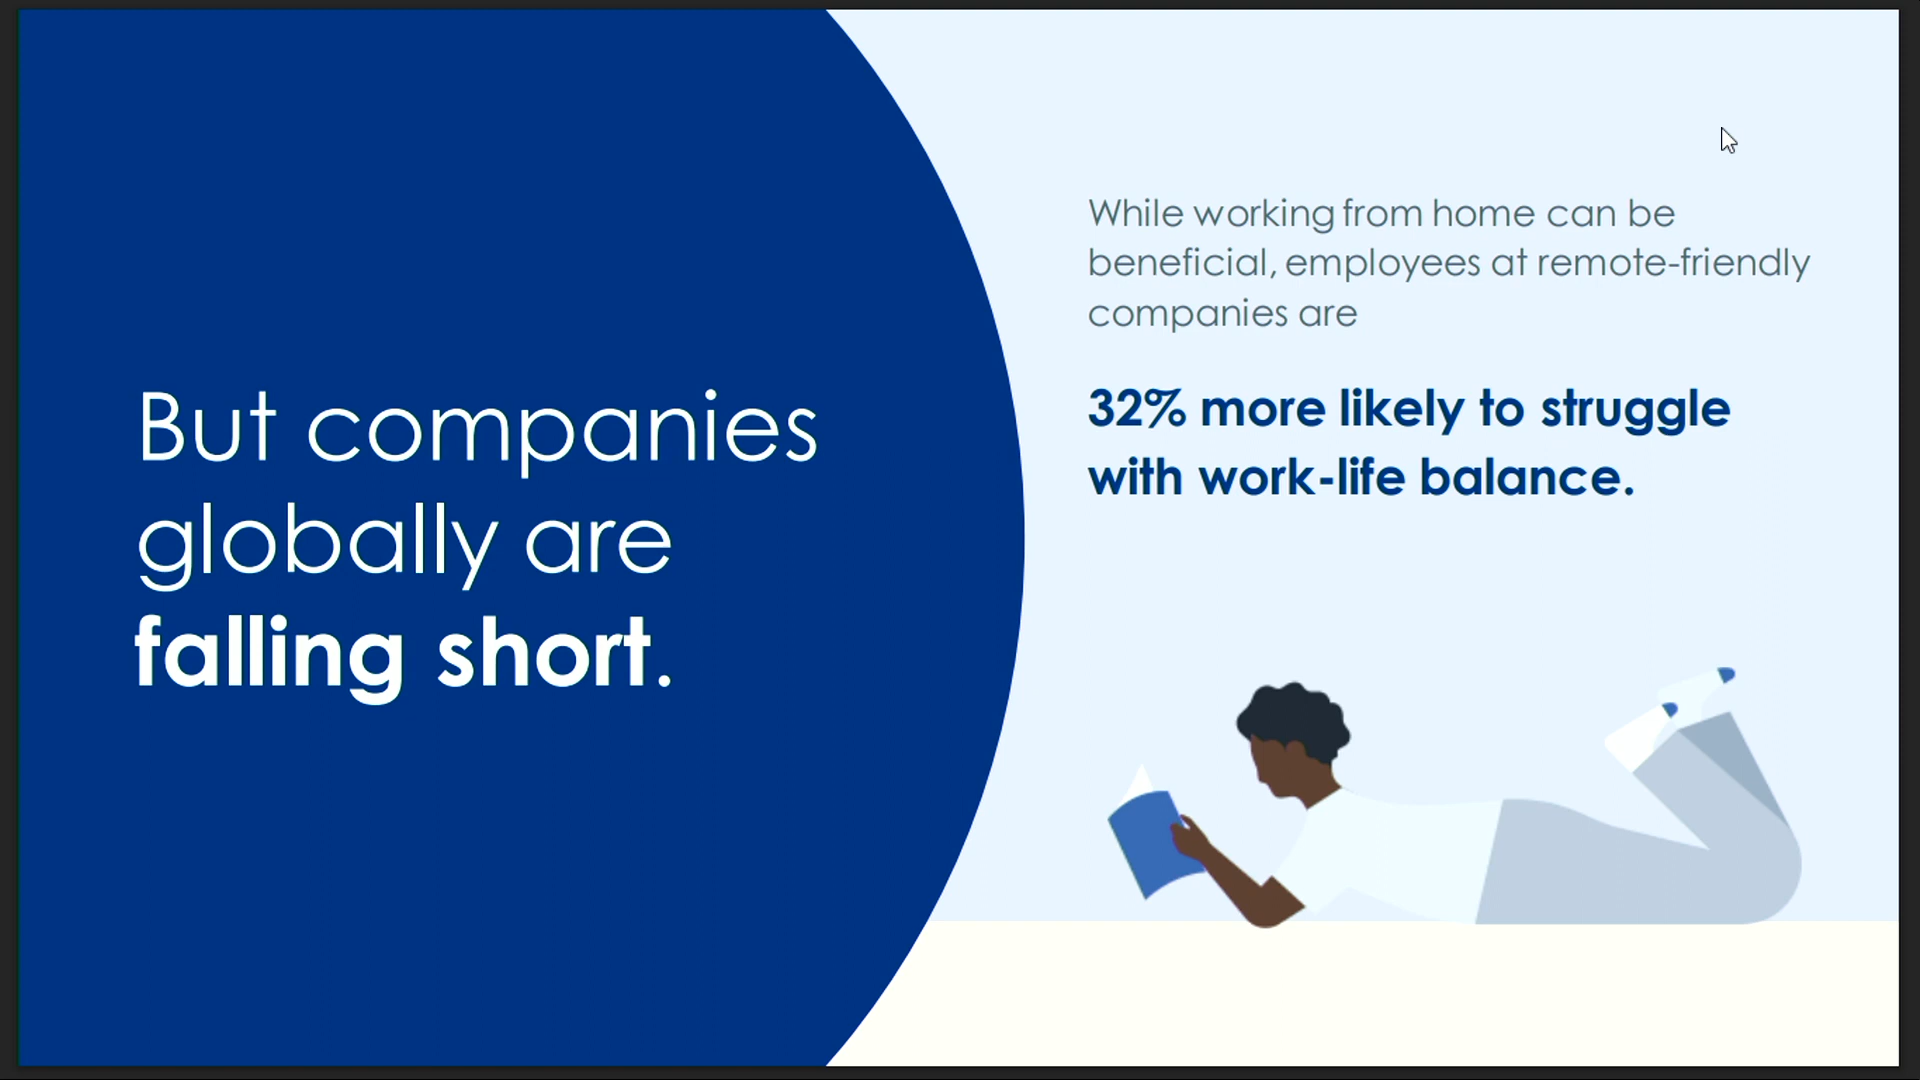 But companies
globally are
falling short.
While working from home can be
beneficial, employees at remote-friendly
companies are
32% more likely to struggle
with work-life balance.